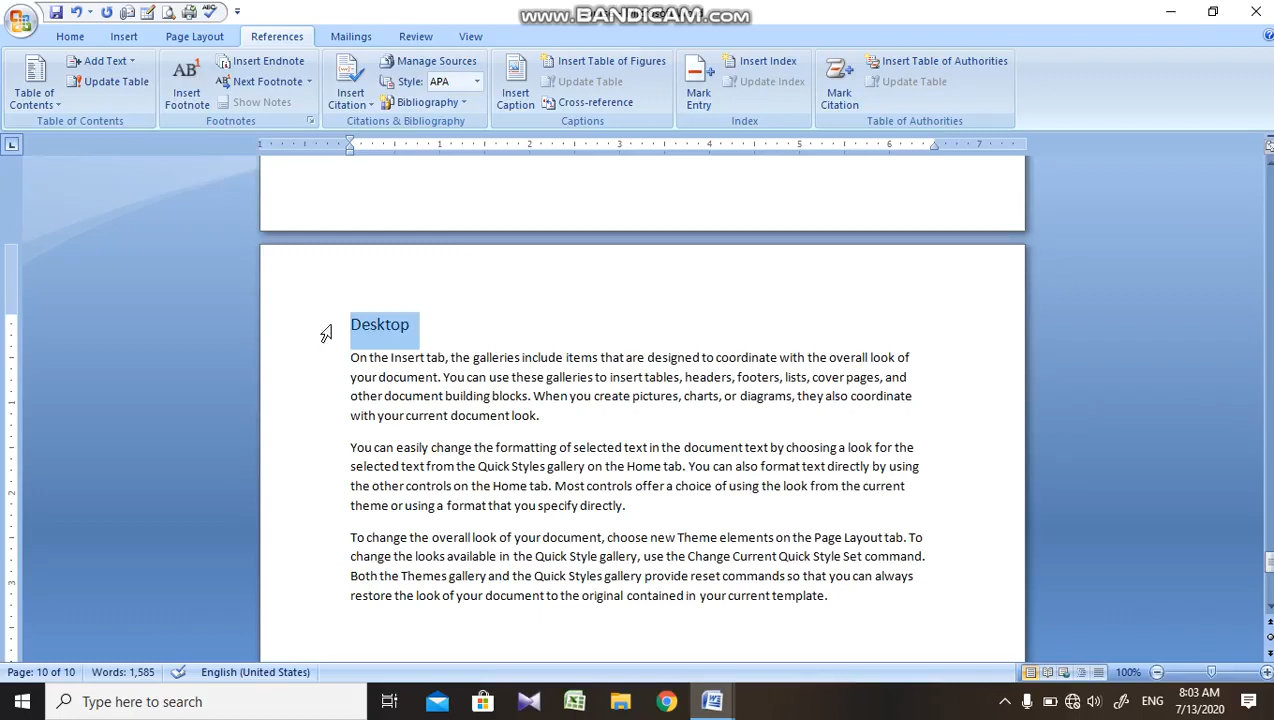 www.BANDICAM.com
Home Insert Page Layout References Mailings Review View
Table of Contents
Add Text
Update Table
Table of Contents
AB¹ Insert Footnote
Insert Endnote
Next Footnote
Show Notes
Footnotes
Insert Citation
Manage Sources
Style: APA
Bibliography
Citations & Bibliography
Insert Caption
Insert Table of Figures
Update Table
Cross-reference
Captions
Mark Entry
Insert Index
Update Index
Index
Mark Citation
Insert Table of Authorities
Update Table
Table of Authorities
1 1 2 3 4 5 6 7
Desktop
On the Insert tab, the galleries include items that are designed to coordinate with the overall look of
your document. You can use these galleries to insert tables, headers, footers, lists, cover pages, and
other document building blocks. When you create pictures, charts, or diagrams, they also coordinate
with your current document look.
You can easily change the formatting of selected text in the document text by choosing a look for the
selected text from the Quick Styles gallery on the Home tab. You can also format text directly by using
the other controls on the Home tab. Most controls offer a choice of using the look from the current
theme or using a format that you specify directly.
To change the overall look of your document, choose new Theme elements on the Page Layout tab. To
change the looks available in the Quick Style gallery, use the Change Current Quick Style Set command.
Both the Themes gallery and the Quick Styles gallery provide reset commands so that you can always
restore the look of your document to the original contained in your current template.
1
2
3
Page: 10 of 10 Words: 1,585 English (United States) 100%
Type here to search
ENG
8:03 AM
7/13/2020